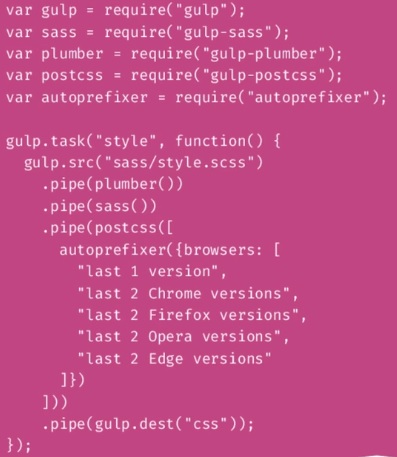 var gulp = require("gulp");
var sass = require("gulp-sass");
var plumber = require("gulp-plumber");
var postcss = require("gulp-postcss");
var autoprefixer = require("autoprefixer");

gulp.task("style", function() {
  gulp.src("sass/style.scss")
    .pipe(plumber())
    .pipe(sass())
    .pipe(postcss([
      autoprefixer({browsers: [
        "last 1 version",
        "last 2 Chrome versions",
        "last 2 Firefox versions",
        "last 2 Opera versions",
        "last 2 Edge versions"
      ]})
    ]))
    .pipe(gulp.dest("css"));
});